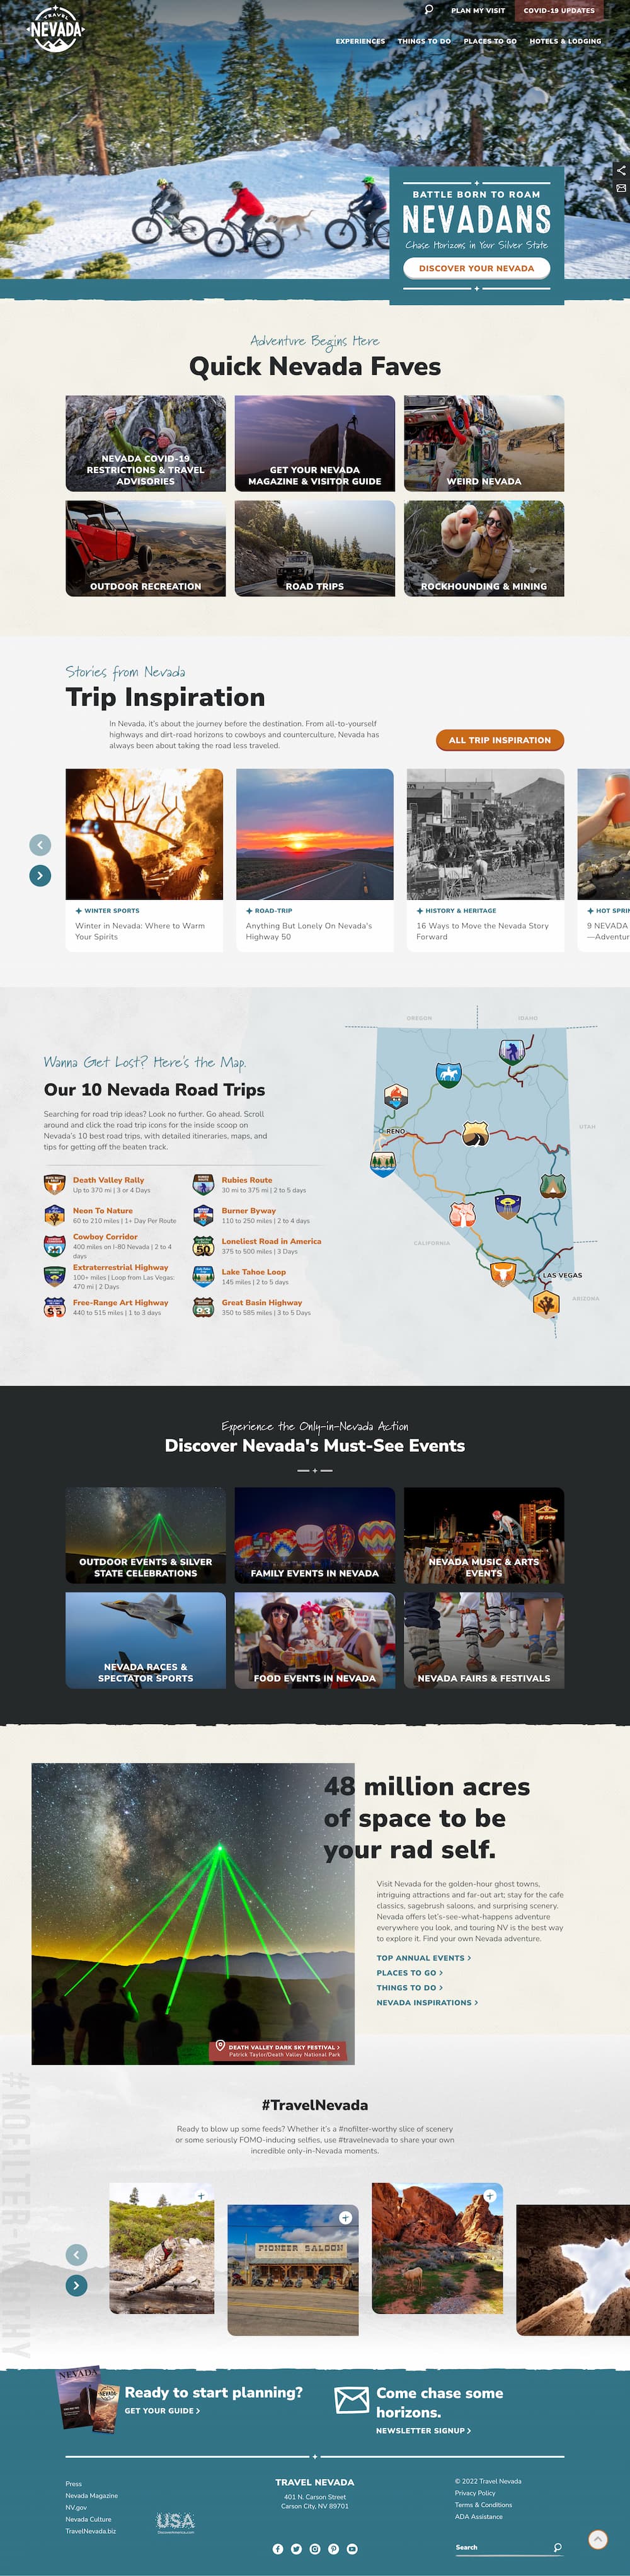 TRAVEL
NEVADA
PLAN MY VISIT
COVID-19 UPDATES
EXPERIENCES
THINGS TO DO
PLACES TO GO
HOTELS & LODGING
BATTLE BORN TO ROAM
NEVADANS
Chase Horizons in Your Silver State
DISCOVER YOUR NEVADA
Adventure Begins Here
Quick Nevada Faves
NEVADA COVID-19
RESTRICTIONS & TRAVEL
ADVISORIES
GET YOUR NEVADA
MAGAZINE & VISITOR GUIDE
WEIRD NEVADA
OUTDOOR RECREATION
ROAD TRIPS
ROCKHOUNDING & MINING
Stories from Nevada
Trip Inspiration
In Nevada, it's about the journey before the destination. From all-to-yourself
highways and dirt-road horizons to cowboys and counterculture, Nevada has
always been about taking the road less traveled.
ALL TRIP INSPIRATION
WINTER SPORTS
Winter in Nevada: Where to Warm
Your Spirits
ROAD-TRIP
Anything But Lonely On Nevada's
Highway 50
HISTORY & HERITAGE
16 Ways to Move the Nevada Story
Forward
HOT SPRIN
9 NEVADA
—Adventur
OREGON
IDAHO
UTAH
RENO
CALIFORNIA
LAS VEGAS
ARIZONA
Wanna Get Lost? Here's the Map.
Our 10 Nevada Road Trips
Searching for road trip ideas? Look no further. Go ahead. Scroll
around and click the road trip icons for the inside scoop on
Nevada's 10 best road trips, with detailed itineraries, maps, and
tips for getting off the beaten track.
Death Valley Rally
Up to 370 mi | 3 or 4 Days
Rubies Route
30 mi to 375 mi | 2 to 5 days
Neon To Nature
60 to 210 miles | 1+ Day Per Route
Burner Byway
110 to 250 miles | 2 to 4 days
Cowboy Corridor
400 miles on I-80 Nevada | 2 to 4
days
Loneliest Road in America
375 to 500 miles | 3 Days
50
Extraterrestrial Highway
100+ miles | Loop from Las Vegas:
470 mi | 2 Days
Lake Tahoe Loop
145 miles | 2 to 5 days
Free-Range Art Highway
440 to 515 miles | 1 to 3 days
95
Great Basin Highway
350 to 585 miles | 3 to 5 Days
93
Experience the Only-in-Nevada Action
Discover Nevada's Must-See Events
OUTDOOR EVENTS & SILVER
STATE CELEBRATIONS
FAMILY EVENTS IN NEVADA
NEVADA MUSIC & ARTS
EVENTS
NEVADA RACES &
SPECTATOR SPORTS
FOOD EVENTS IN NEVADA
NEVADA FAIRS & FESTIVALS
48 million acres
of space to be
your rad self.
Visit Nevada for the golden-hour ghost towns,
intriguing attractions and far-out art; stay for the cafe
classics, sagebrush saloons, and surprising scenery.
Nevada offers let's-see-what-happens adventure
everywhere you look, and touring NV is the best way
to explore it. Find your own Nevada adventure.
TOP ANNUAL EVENTS >
PLACES TO GO >
THINGS TO DO >
NEVADA INSPIRATIONS >
DEATH VALLEY DARK SKY FESTIVAL >
Patrick Taylor/Death Valley National Park
#NOFILTER-WORTHY
#TravelNevada
Ready to blow up some feeds? Whether it's a #nofilter-worthy slice of scenery
or some seriously FOMO-inducing selfies, use #travelnevada to share your own
incredible only-in-Nevada moments.
PIONEER SALOON
NEVADA
Ready to start planning?
GET YOUR GUIDE >
Come chase some
horizons.
NEWSLETTER SIGNUP >
Press
Nevada Magazine
NV.gov
Nevada Culture
TravelNevada.biz
USA
DiscoverAmerica.com
TRAVEL NEVADA
401 N. Carson Street
Carson City, NV 89701
© 2022 Travel Nevada
Privacy Policy
Terms & Conditions
ADA Assistance
Search